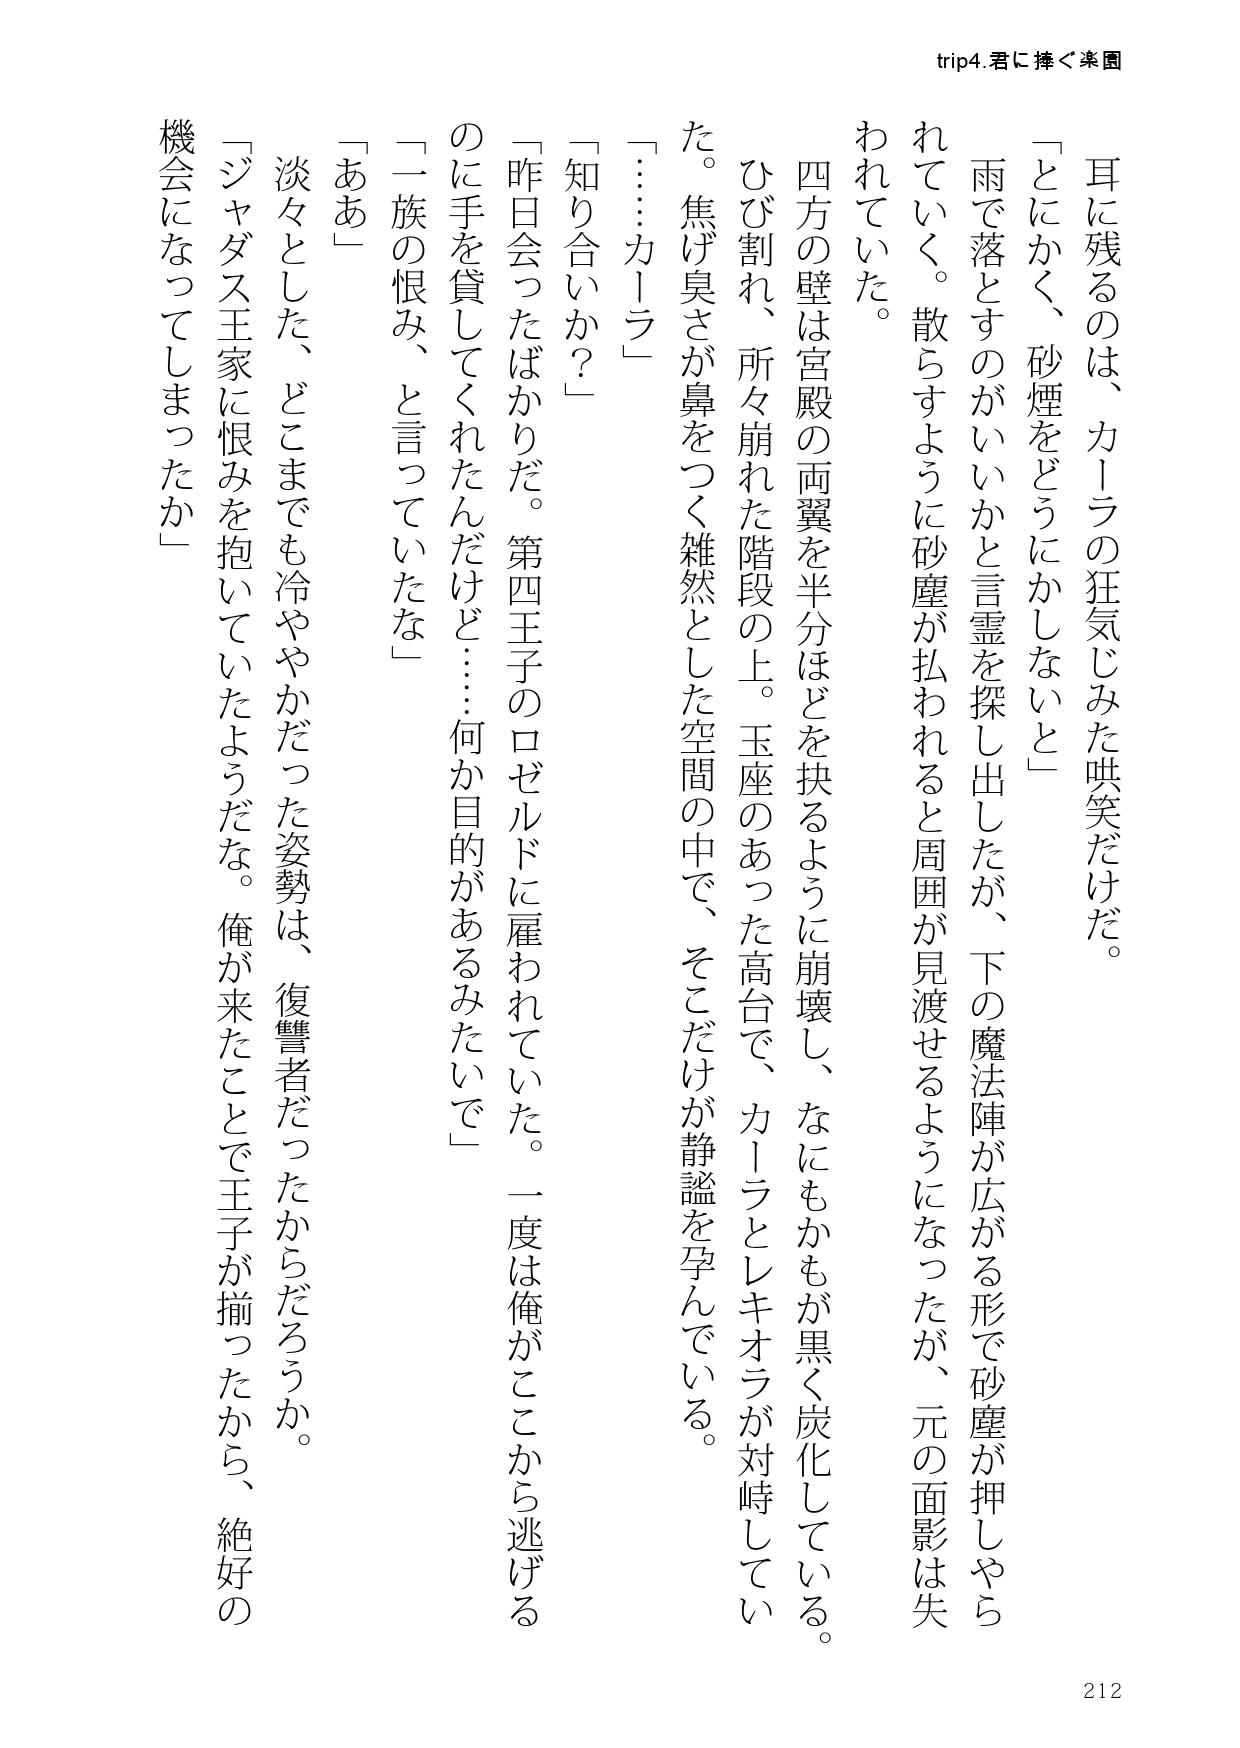 trip4.君に捧ぐ楽園
　耳に残るのは、カーラの狂気じみた哄笑だけだ。
「とにかく、砂煙をどうにかしないと」
　雨で落とすのがいいかと言霊を探し出したが、下の魔法陣が広がる形で砂塵が押しやら
れていく。散らすように砂塵が払われると周囲が見渡せるようになったが、元の面影は失
われていた。
　四方の壁は宮殿の両翼を半分ほどを抉るように崩壊し、なにもかもが黒く炭化している。
　ひび割れ、所々崩れた階段の上。玉座のあった高台で、カーラとレキオラが対峙してい
た。焦げ臭さが鼻をつく雑然とした空間の中で、そこだけが静謐を孕んでいる。
「……カーラ」
「知り合いか？」
「昨日会ったばかりだ。第四王子のロゼルドに雇われていた。一度は俺がここから逃げる
のに手を貸してくれたんだけど……何か目的があるみたいで」
「一族の恨み、と言っていたな」
「ああ」
　淡々とした、どこまでも冷ややかだった姿勢は、復讐者だったからだろうか。
「ジャダス王家に恨みを抱いていたようだな。俺が来たことで王子が揃ったから、絶好の
機会になってしまったか」
212